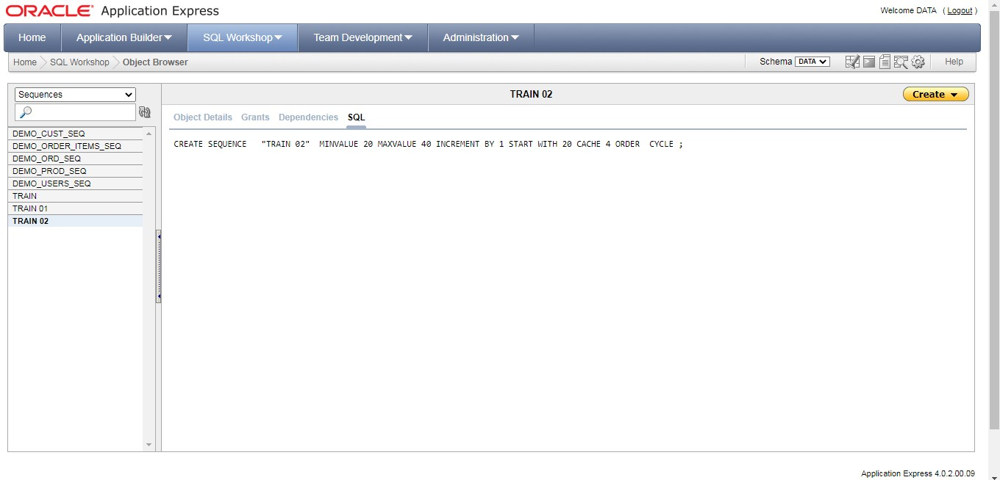 ORACLE Application Express
Welcome DATA ( Logout )
Home Application Builder SQL Workshop Team Development Administration
Home SQL Workshop Object Browser
Schema DATA Help
Sequences
TRAIN 02
Create
Object Details Grants Dependencies SQL
CREATE SEQUENCE "TRAIN 02" MINVALUE 20 MAXVALUE 40 INCREMENT BY 1 START WITH 20 CACHE 4 ORDER CYCLE ;
DEMO_CUST_SEQ
DEMO_ORDER_ITEMS_SEQ
DEMO_ORD_SEQ
DEMO_PROD_SEQ
DEMO_USERS_SEQ
TRAIN
TRAIN 01
TRAIN 02
Application Express 4.0.2.00.09